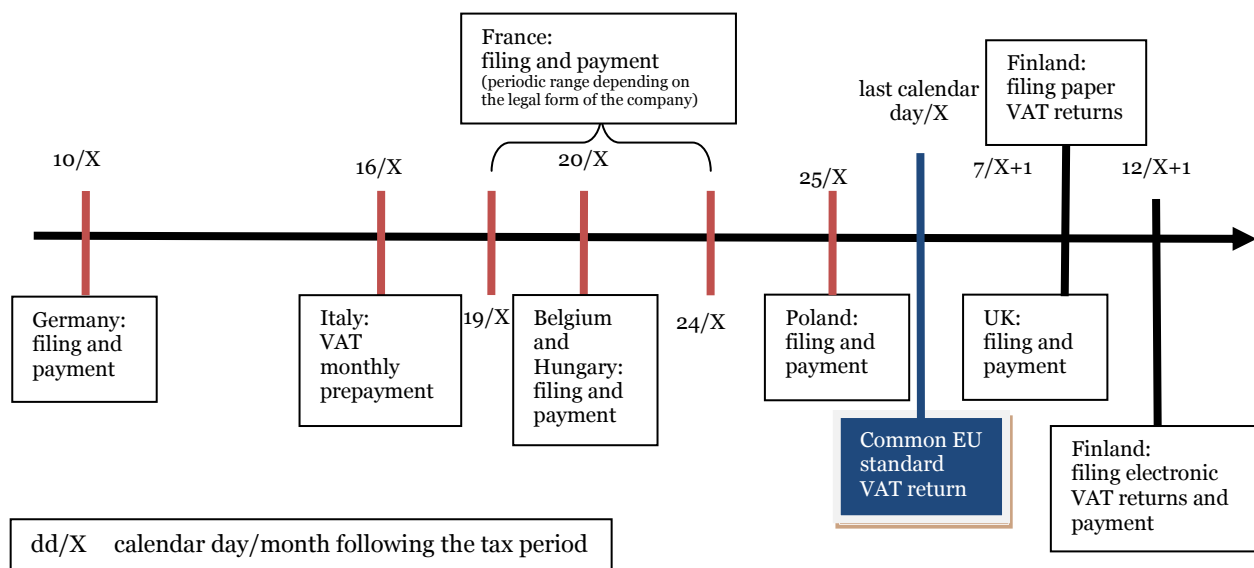 France:
filing and payment
(periodic range depending on
the legal form of the company)
Finland:
filing paper
VAT returns
last calendar
day/X
10/X
16/X
20/X
25/X
7/X+1
12/X+1
Germany:
filing and
payment
Italy:
VAT
monthly
prepayment
19/X
Belgium
and
Hungary:
filing and
payment
24/X
Poland:
filing and
payment
UK:
filing and
payment
Common EU
standard
VAT return
Finland:
filing electronic
VAT returns and
payment
dd/X calendar day/month following the tax period